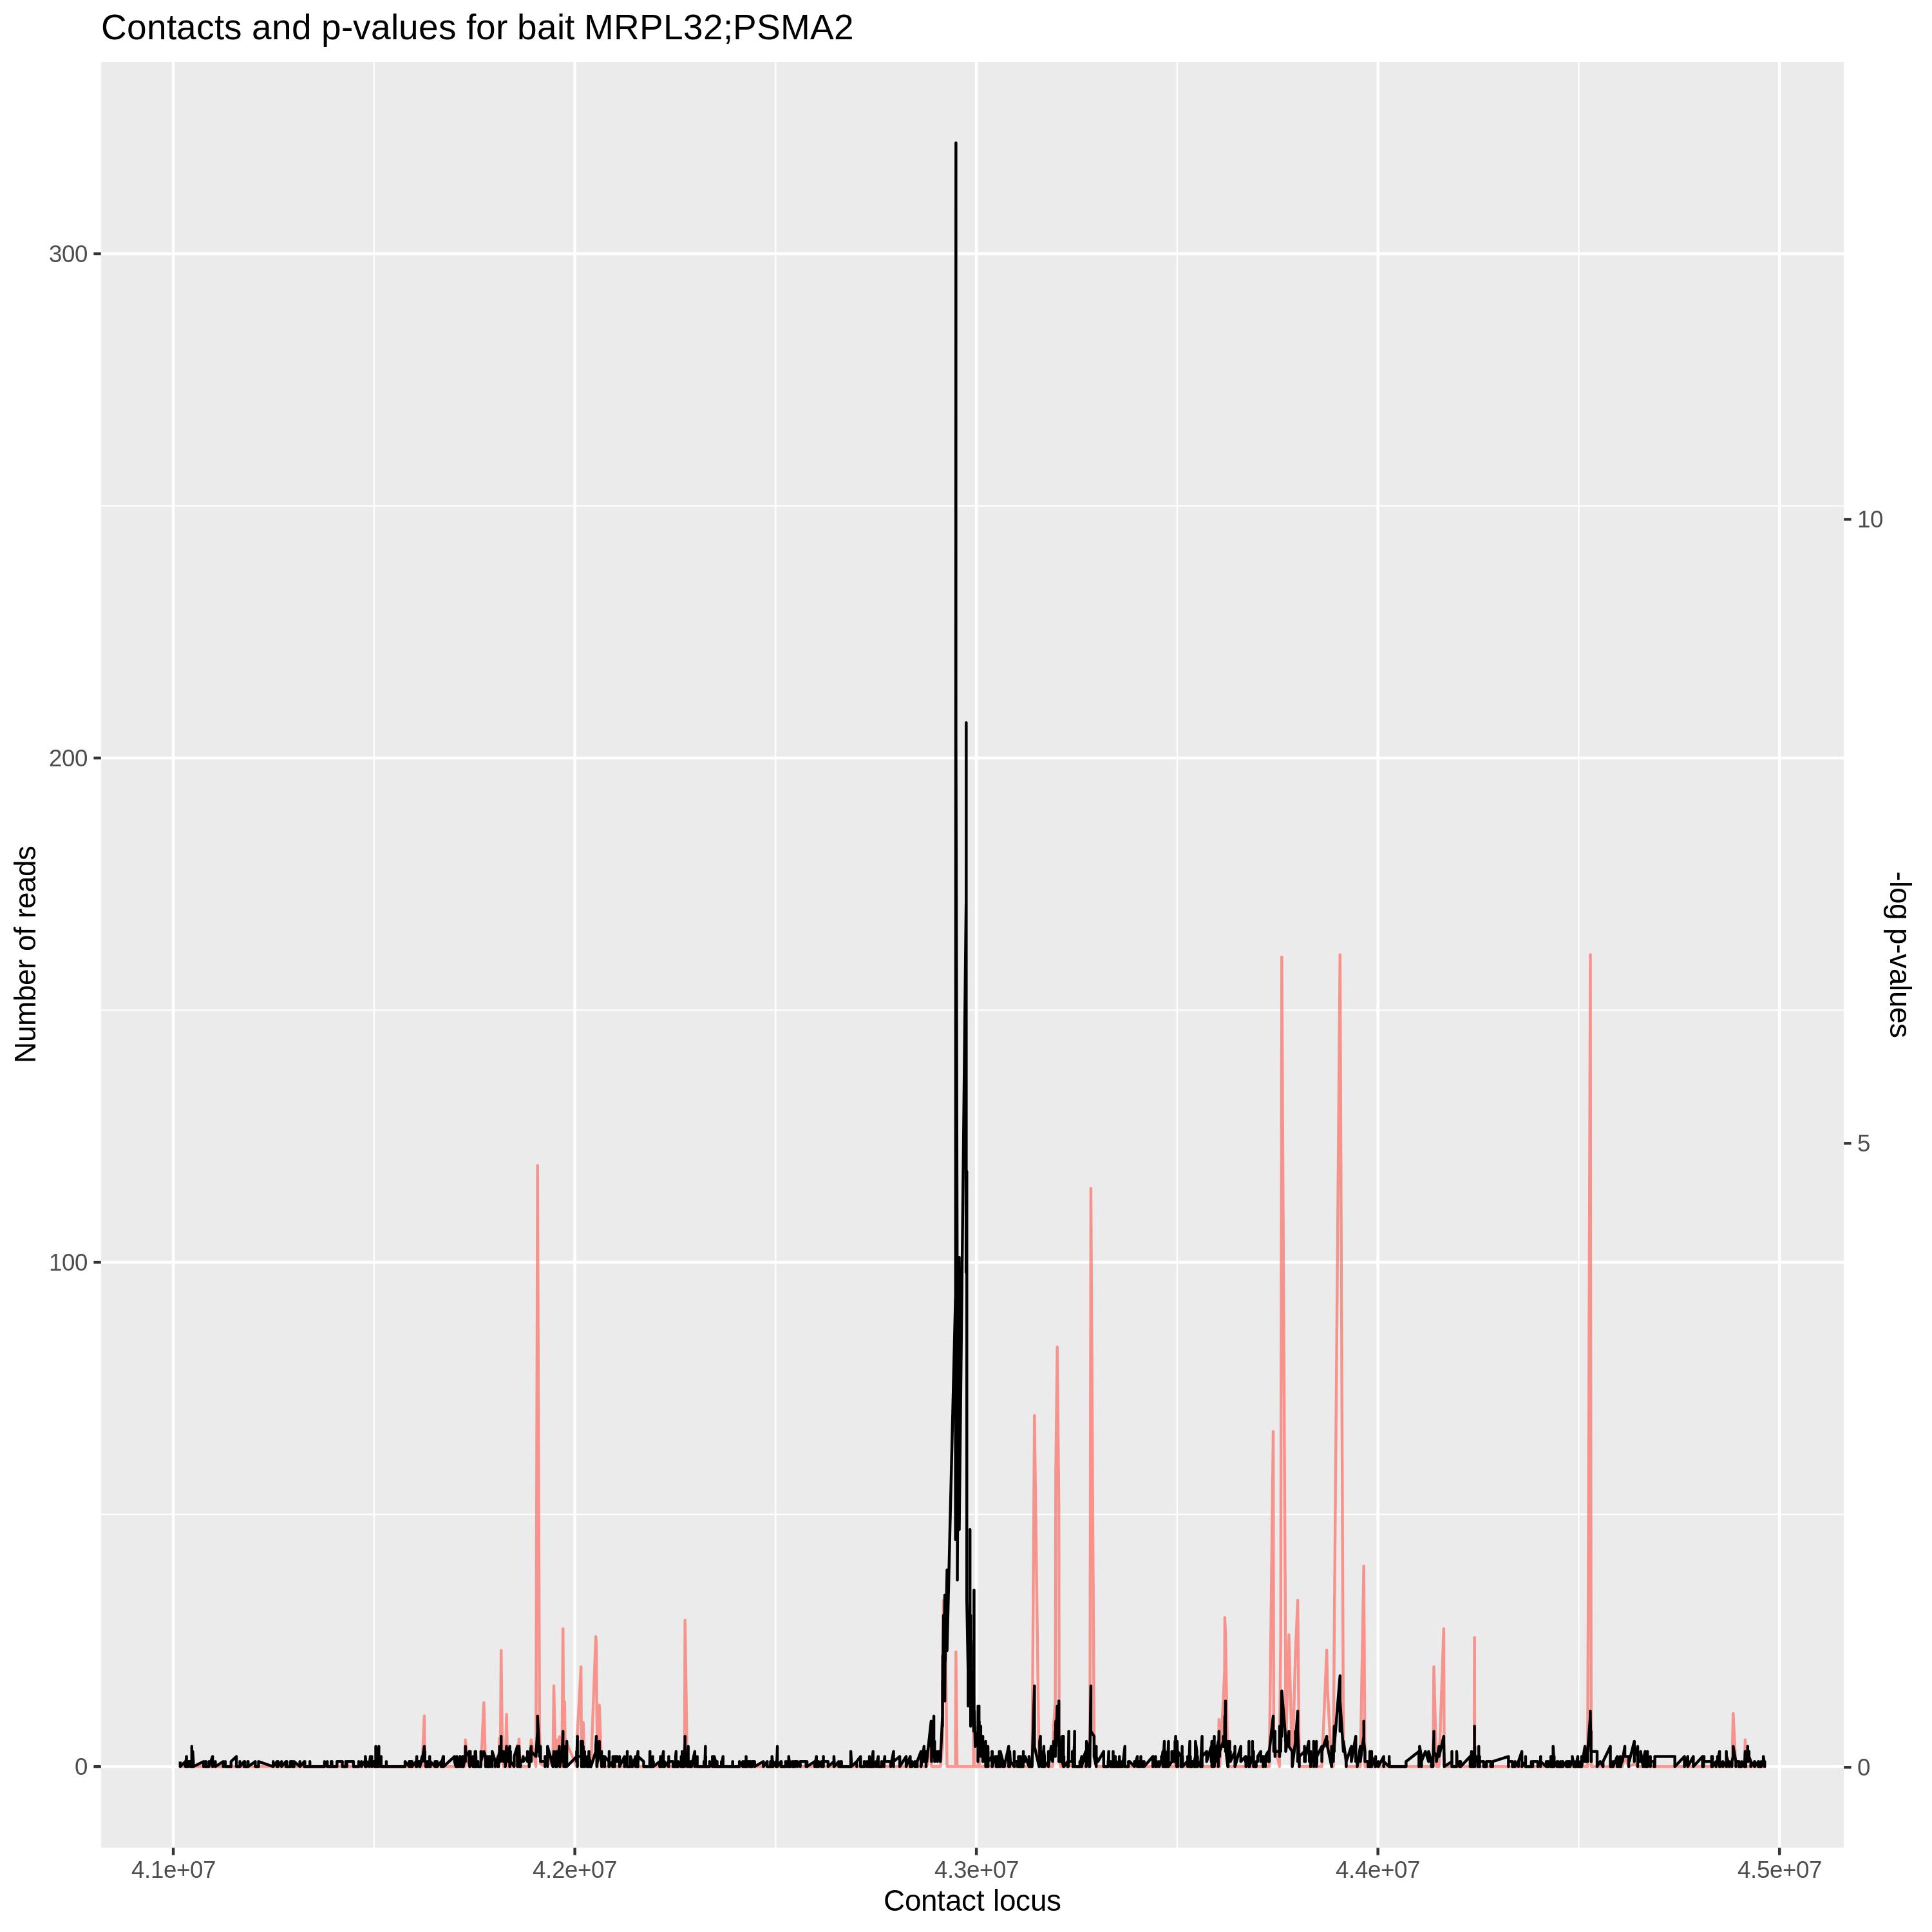 Contacts and p-values for bait MRPL32;PSMA2
300
200
100
0
Number of reads
10
5
0
-log p-values
4.1e+07
4.2e+07
4.3e+07
4.4e+07
4.5e+07
Contact locus